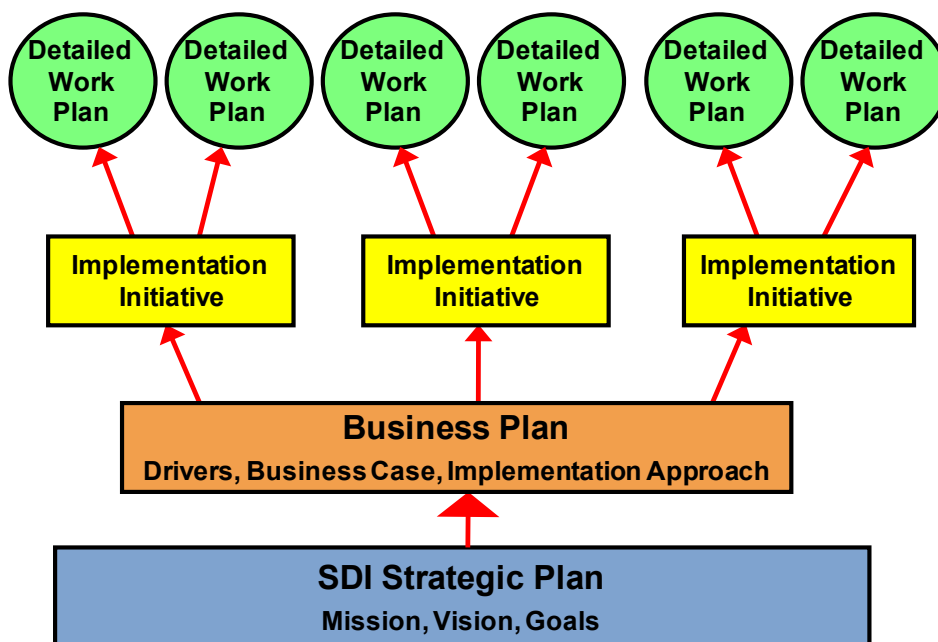 Detailed
Work
Plan
Detailed
Work
Plan
Detailed
Work
Plan
Detailed
Work
Plan
Detailed
Work
Plan
Detailed
Work
Plan
Implementation
Initiative
Implementation
Initiative
Implementation
Initiative
Business Plan
Drivers, Business Case, Implementation Approach
SDI Strategic Plan
Mission, Vision, Goals